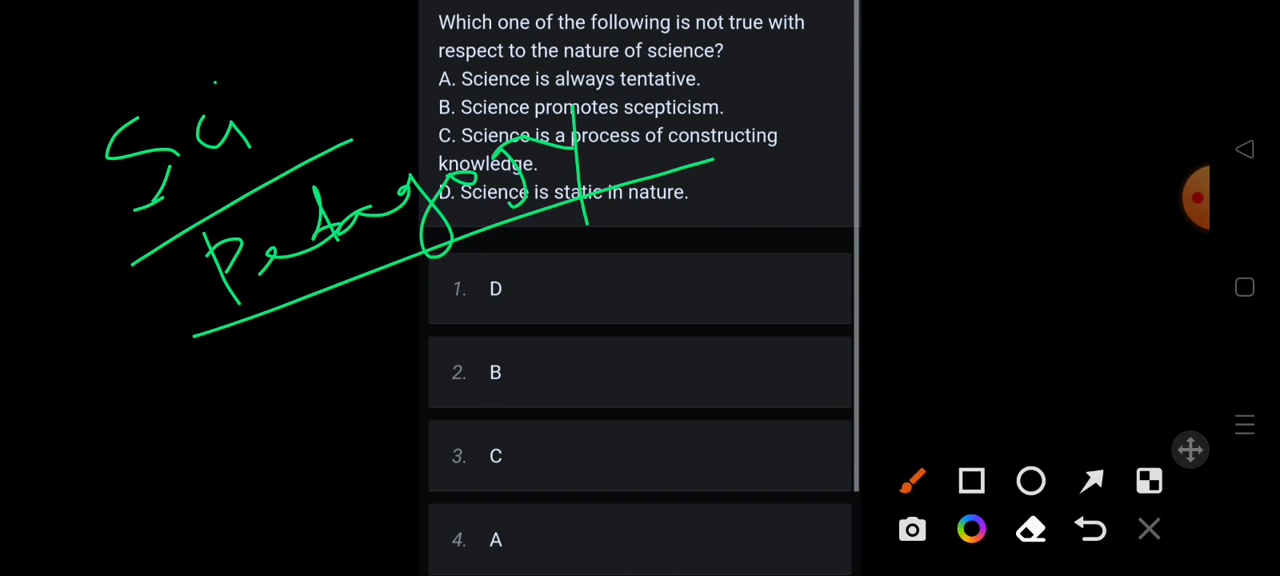 Which one of the following is not true with
respect to the nature of science?
A. Science is always tentative.
B. Science promotes scepticism.
C. Science is a process of constructing
knowledge.
D. Science is static in nature.
1. D
2. B
3. C
4. A